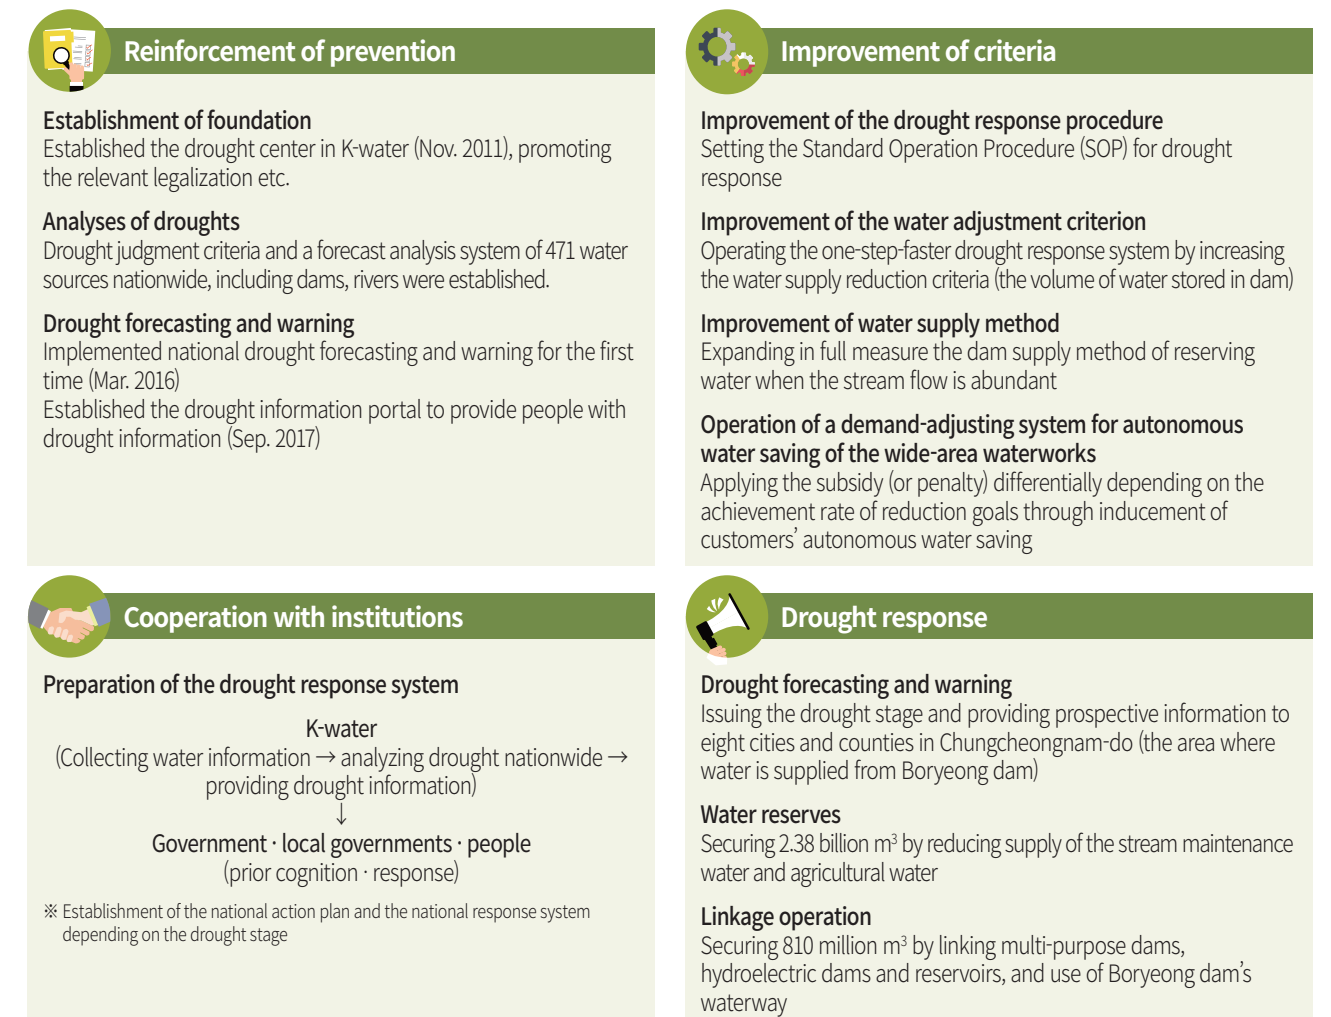 Reinforcement of prevention
Establishment of foundation
Established the drought center in K-water (Nov. 2011), promoting
the relevant legalization etc.
Analyses of droughts
Drought judgment criteria and a forecast analysis system of 471 water
sources nationwide, including dams, rivers were established.
Drought forecasting and warning
Implemented national drought forecasting and warning for the first
time (Mar. 2016)
Established the drought information portal to provide people with
drought information (Sep. 2017)
Improvement of criteria
Improvement of the drought response procedure
Setting the Standard Operation Procedure (SOP) for drought
response
Improvement of the water adjustment criterion
Operating the one-step-faster drought response system by increasing
the water supply reduction criteria (the volume of water stored in dam)
Improvement of water supply method
Expanding in full measure the dam supply method of reserving
water when the stream flow is abundant
Operation of a demand-adjusting system for autonomous
water saving of the wide-area waterworks
Applying the subsidy (or penalty) differentially depending on the
achievement rate of reduction goals through inducement of
customers’ autonomous water saving
Cooperation with institutions
Preparation of the drought response system
K-water
(Collecting water information → analyzing drought nationwide →
providing drought information)
↓
Government · local governments · people
(prior cognition · response)
※ Establishment of the national action plan and the national response system
depending on the drought stage
Drought response
Drought forecasting and warning
Issuing the drought stage and providing prospective information to
eight cities and counties in Chungcheongnam-do (the area where
water is supplied from Boryeong dam)
Water reserves
Securing 2.38 billion m³ by reducing supply of the stream maintenance
water and agricultural water
Linkage operation
Securing 810 million m³ by linking multi-purpose dams,
hydroelectric dams and reservoirs, and use of Boryeong dam’s
waterway